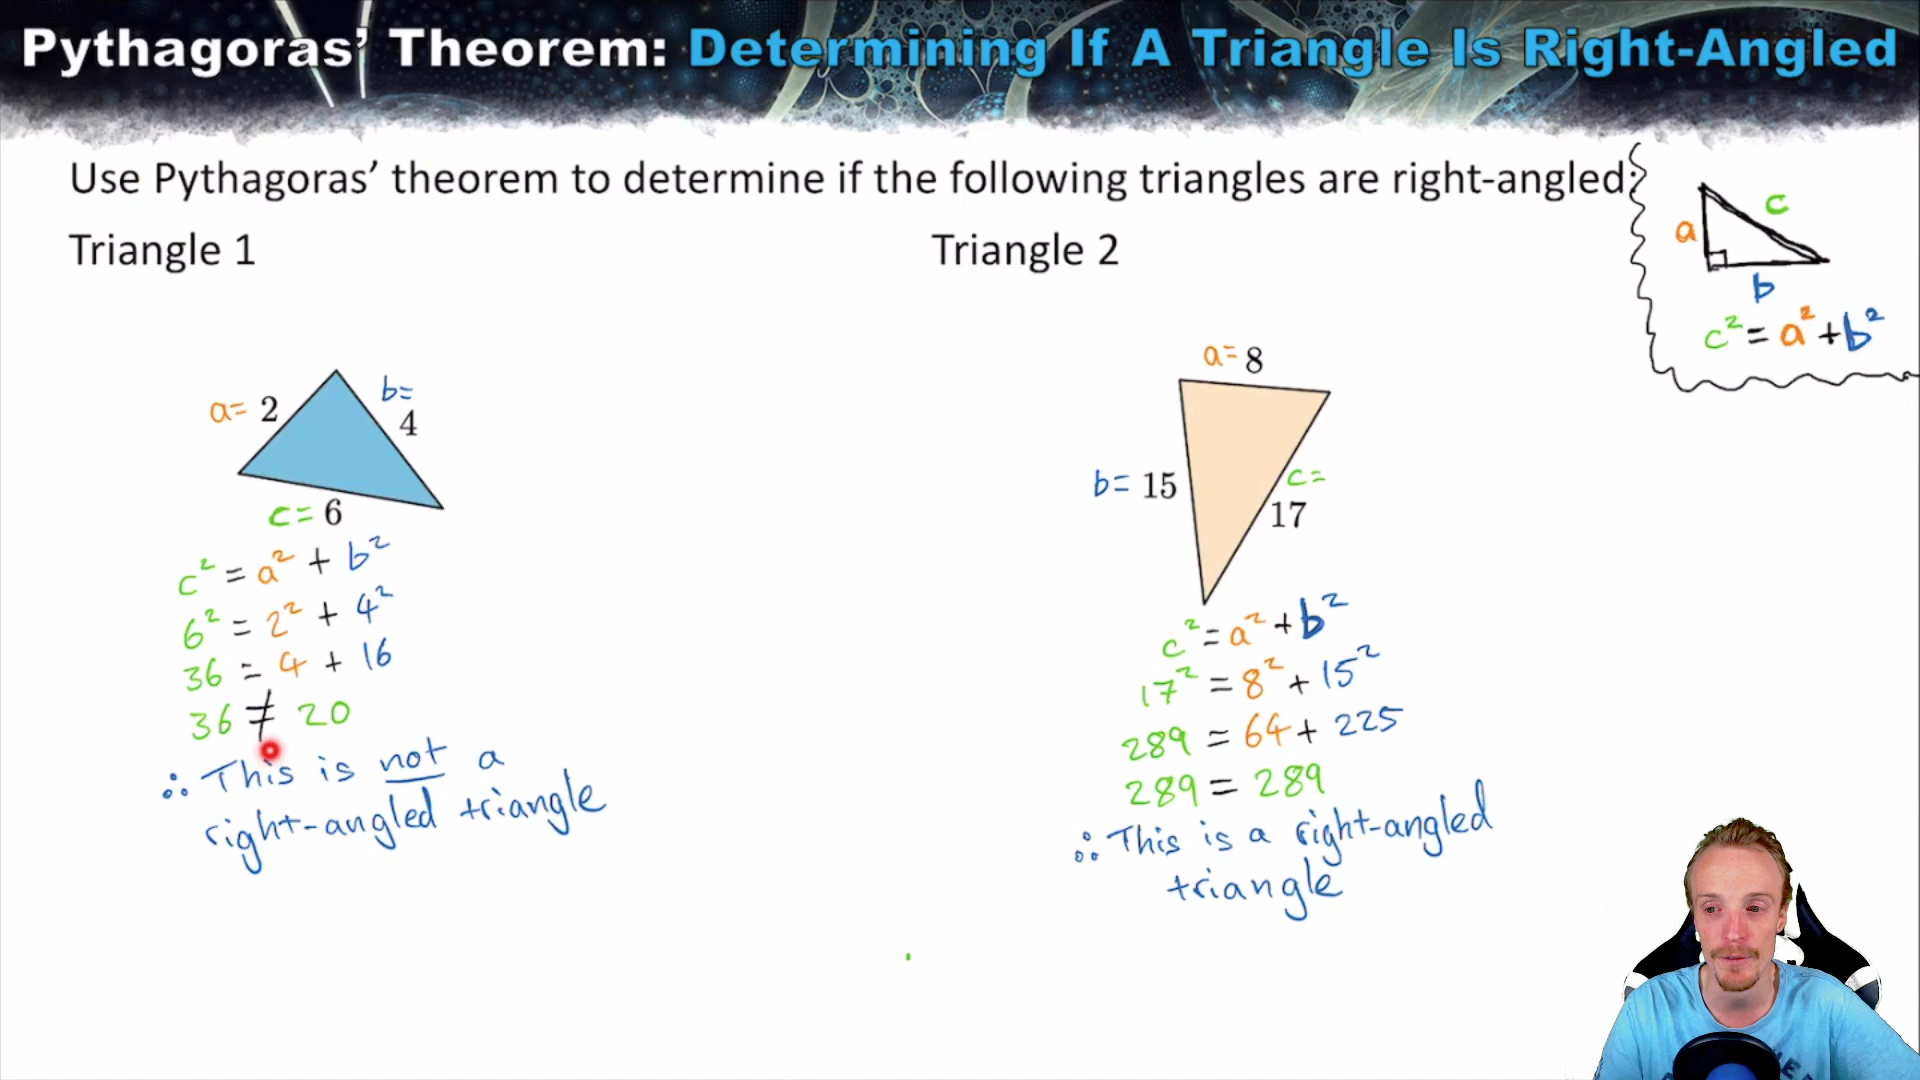 Pythagoras' Theorem: Determining If A Triangle Is Right-Angled
Use Pythagoras' theorem to determine if the following triangles are right-angled:
Triangle 1
a= 2
b=
4
c= 6
c² = a² + b²
6² = 2² + 4²
36 = 4 + 16
36 ≠ 20
∴ This is not a
right-angled triangle
Triangle 2
a= 8
b= 15
c=
17
c² = a² + b²
17² = 8² + 15²
289 = 64 + 225
289 = 289
∴ This is a right-angled
triangle
a
c
b
c² = a² + b²